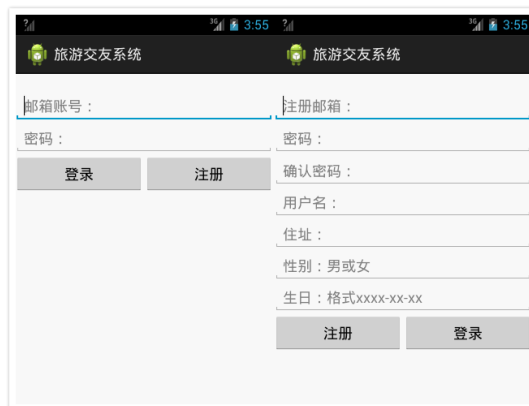 3G 3:55
旅游交友系统
邮箱账号：
密码：
登录 注册
3G 3:55
旅游交友系统
注册邮箱：
密码：
确认密码：
用户名：
住址：
性别：男或女
生日：格式xxxx-xx-xx
注册 登录